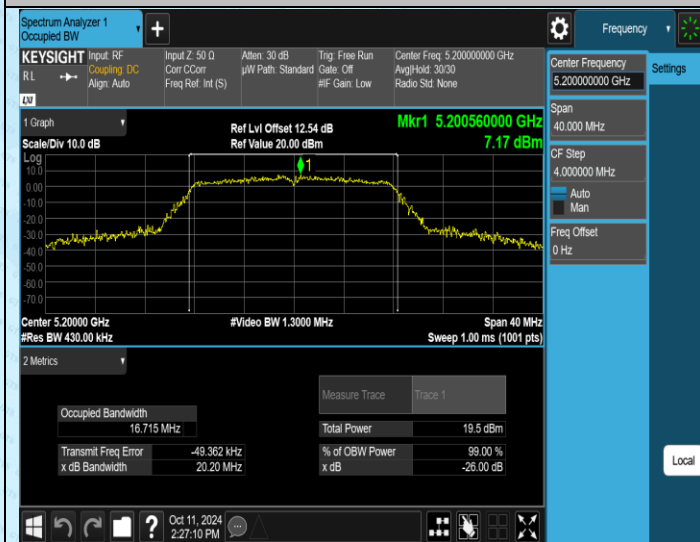 Spectrum Analyzer 1
Occupied BW
Frequency
KEYSIGHT
RL
Input: RF
Coupling: DC
Align: Auto
Input Z: 50 Ω
Corr CCorr
Freq Ref: Int (S)
Atten: 30 dB
µW Path: Standard
Trig: Free Run
Gate: Off
#IF Gain: Low
Center Freq: 5.200000000 GHz
Avg|Hold: 30/30
Radio Std: None
1 Graph
Scale/Div 10.0 dB
Ref Lvl Offset 12.54 dB
Ref Value 20.00 dBm
Mkr1 5.200560000 GHz
7.17 dBm
Log
10.0
0.00
-10.0
-20.0
-30.0
-40.0
-50.0
-60.0
-70.0
1
Center 5.20000 GHz
#Res BW 430.00 kHz
#Video BW 1.3000 MHz
Span 40 MHz
Sweep 1.00 ms (1001 pts)
2 Metrics
Measure Trace
Trace 1
Occupied Bandwidth
16.715 MHz
Total Power
19.5 dBm
Transmit Freq Error
-49.362 kHz
% of OBW Power
99.00 %
x dB Bandwidth
20.20 MHz
x dB
-26.00 dB
Center Frequency
5.200000000 GHz
Settings
Span
40.000 MHz
CF Step
4.000000 MHz
Auto
Man
Freq Offset
0 Hz
Local
?
Oct 11, 2024
2:27:10 PM